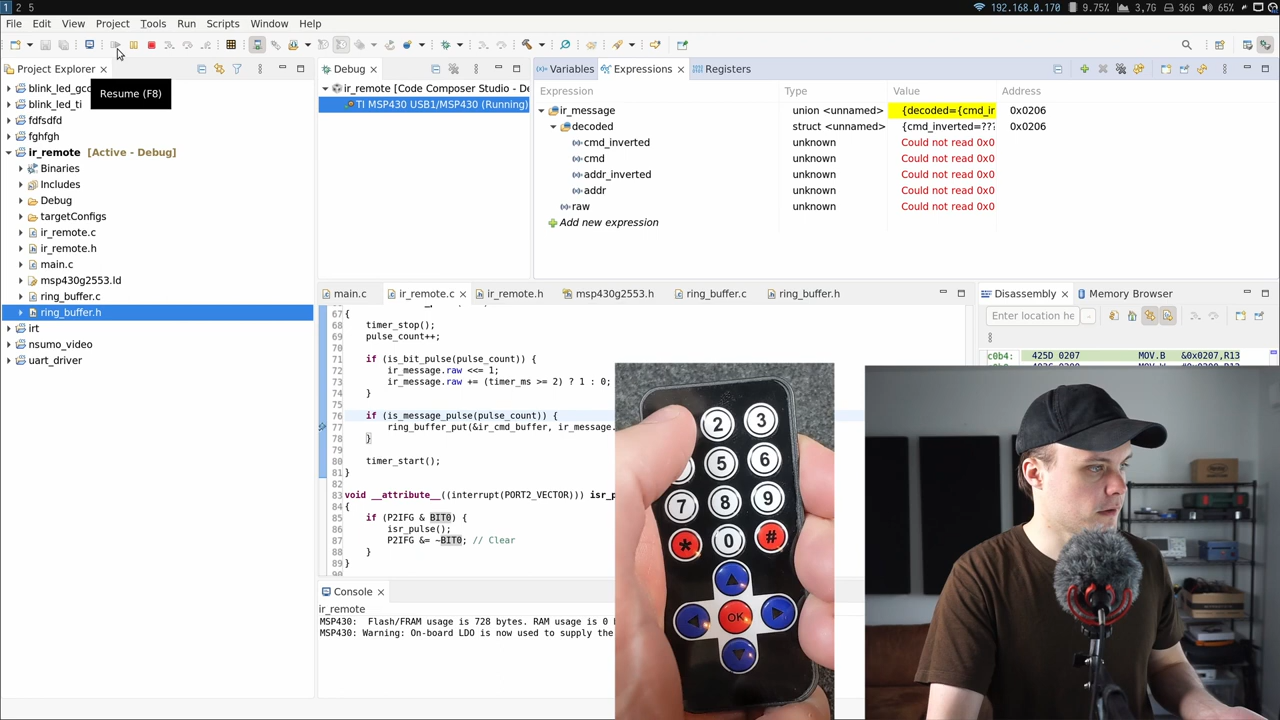 1 2 5
192.168.0.170 9.75% 3,7G 36G 65%
File Edit View Project Tools Run Scripts Window Help
Resume (F8)
Project Explorer
blink_led_gcc
blink_led_ti
fdfsdfd
fghfgh
ir_remote [Active - Debug]
Binaries
Includes
Debug
targetConfigs
ir_remote.c
ir_remote.h
main.c
msp430g2553.ld
ring_buffer.c
ring_buffer.h
irt
nsumo_video
uart_driver
Debug
ir_remote [Code Composer Studio - De
TI MSP430 USB1/MSP430 (Running)
Variables Expressions Registers
Expression Type Value Address
ir_message union <unnamed> {decoded={cmd_ir 0x0206
decoded struct <unnamed> {cmd_inverted=??? 0x0206
cmd_inverted unknown Could not read 0x0
cmd unknown Could not read 0x0
addr_inverted unknown Could not read 0x0
addr unknown Could not read 0x0
raw unknown Could not read 0x0
Add new expression
main.c ir_remote.c ir_remote.h msp430g2553.h ring_buffer.c ring_buffer.h
67 {
68 timer_stop();
69 pulse_count++;
70
71 if (is_bit_pulse(pulse_count)) {
72 ir_message.raw <<= 1;
73 ir_message.raw += (timer_ms >= 2) ? 1 : 0;
74 }
75
76 if (is_message_pulse(pulse_count)) {
77 ring_buffer_put(&ir_cmd_buffer, ir_message.
78 }
79
80 timer_start();
81 }
82
83 void __attribute__((interrupt(PORT2_VECTOR))) isr_p
84 {
85 if (P2IFG & BIT0) {
86 isr_pulse();
87 P2IFG &= ~BIT0; // Clear
88 }
89 }
Disassembly Memory Browser
Enter location he
c0b4: 425D 0207 MOV.B &0x0207,R13
Console
ir_remote
MSP430: Flash/FRAM usage is 728 bytes. RAM usage is 0 b
MSP430: Warning: On-board LDO is now used to supply the
2 3
5 6
7 8 9
* 0 #
OK